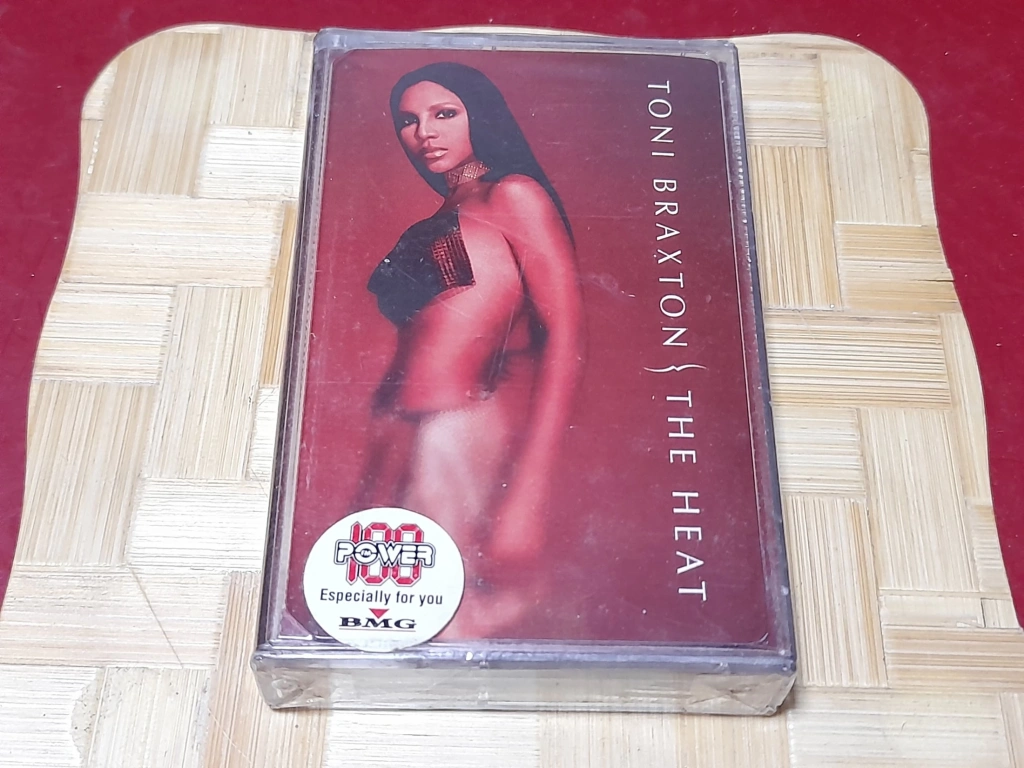 TONI BRAXTON { THE HEAT
100
POWER
Especially for you
BMG